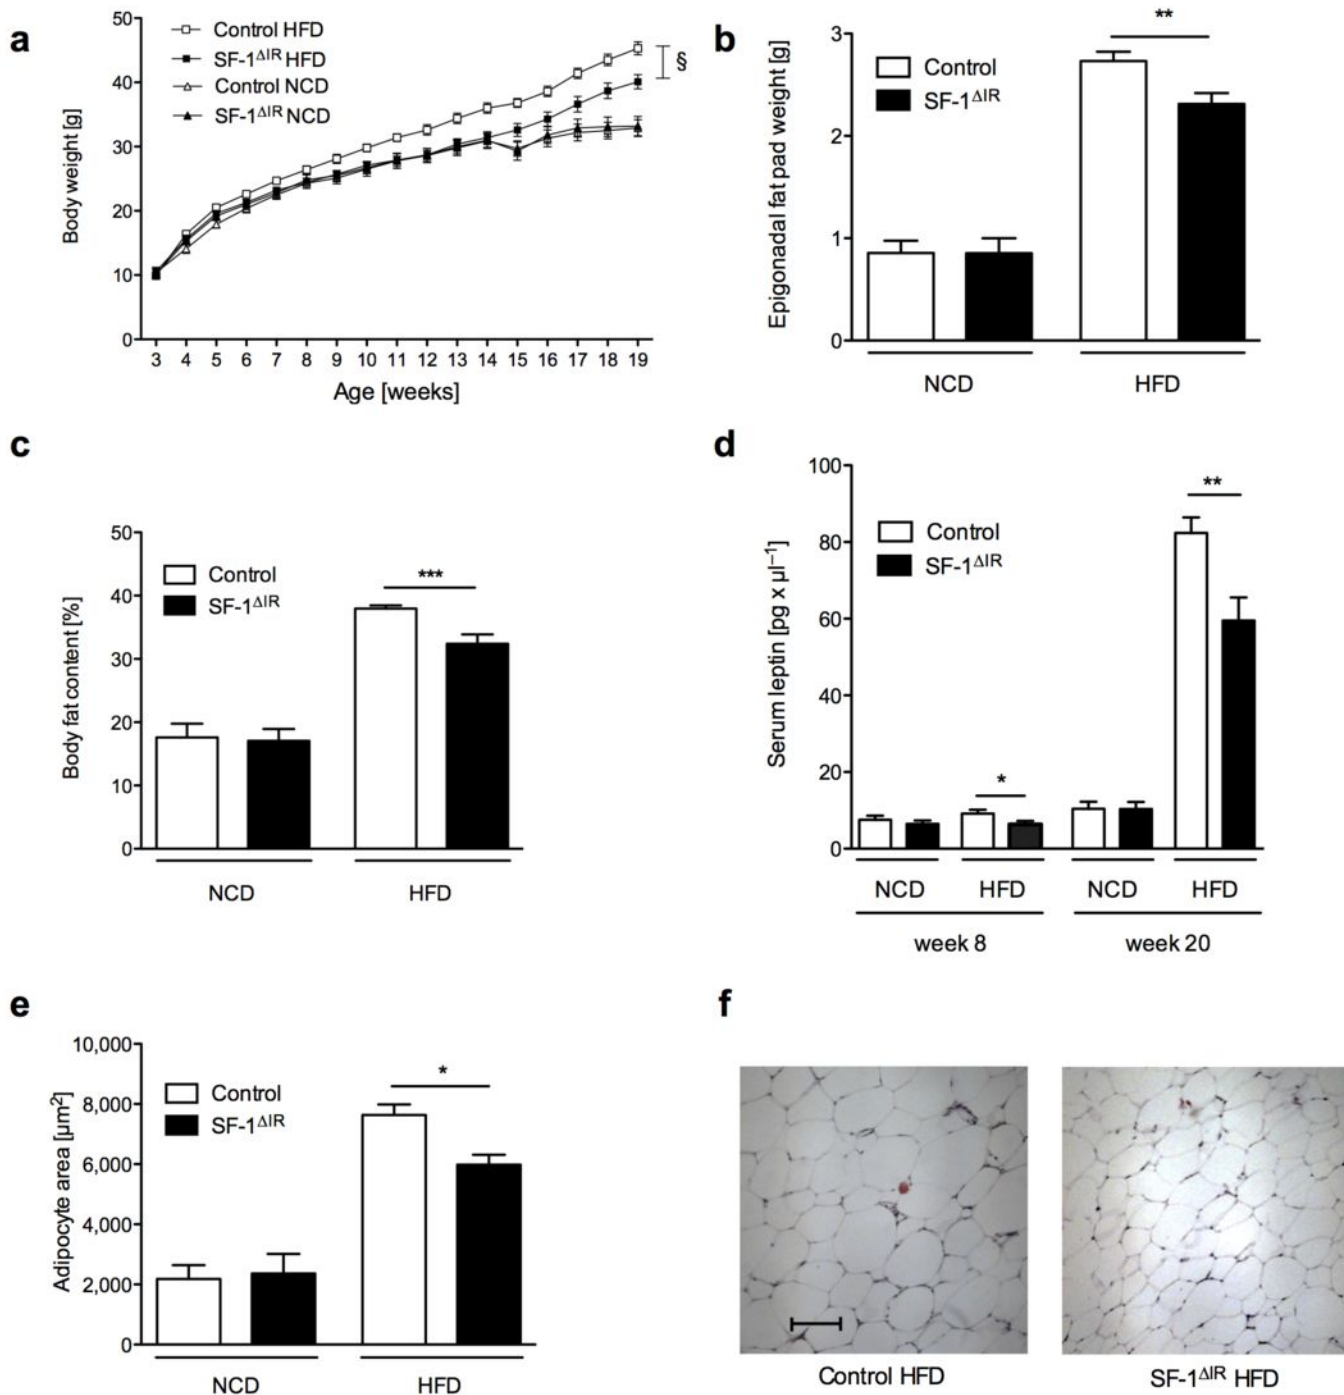 a
50
40
30
20
10
0
Body weight [g]
Control HFD
SF-1ΔIR HFD
Control NCD
SF-1ΔIR NCD
§
3 4 5 6 7 8 9 10 11 12 13 14 15 16 17 18 19
Age [weeks]
b
3
2
1
0
Epigonadal fat pad weight [g]
Control
SF-1ΔIR
**
NCD HFD
c
50
40
30
20
10
0
Body fat content [%]
Control
SF-1ΔIR
***
NCD HFD
d
100
80
60
40
20
0
Serum leptin [pg x µl–1]
Control
SF-1ΔIR
*
**
NCD HFD NCD HFD
week 8 week 20
e
10,000
8,000
6,000
4,000
2,000
0
Adipocyte area [µm2]
Control
SF-1ΔIR
*
NCD HFD
f
Control HFD SF-1ΔIR HFD